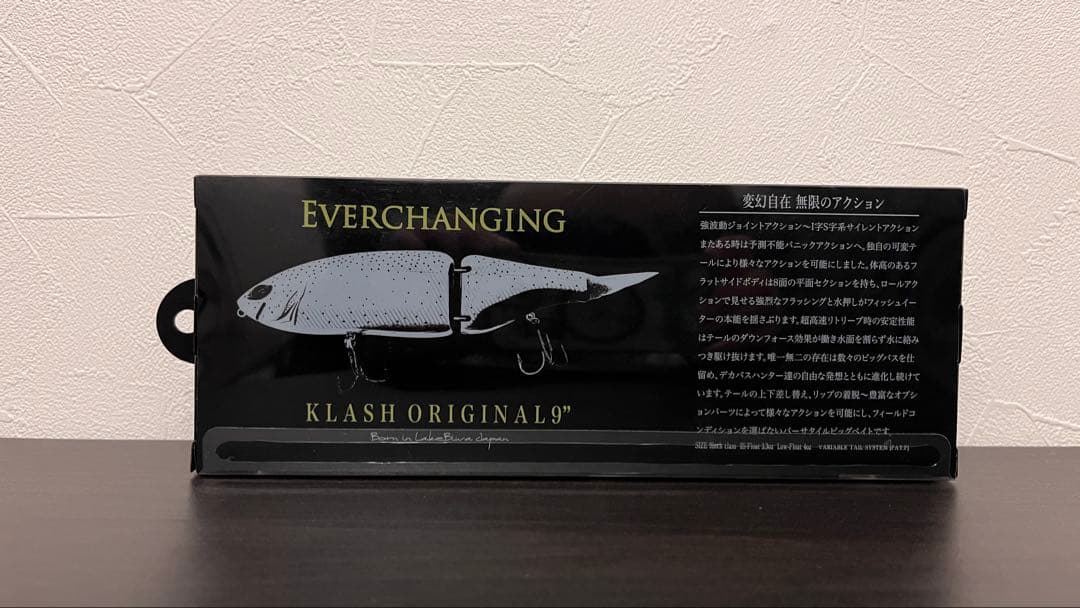 EVERCHANGING
KLASH ORIGINAL 9”
Born in LakeBiwa Japan
変幻自在 無限のアクション
強波動ジョイントアクション〜I字S字系サイレントアクション
またある時は予測不能パニックアクションへ。独自の可変テ
ールにより様々なアクションを可能にしました。体高のあるフ
ラットサイドボディは8面の平面セクションを持ち、ロールアク
ションで見せる強烈なフラッシングと水押しがフィッシュイー
ターの本能を揺さぶります。超高速リトリーブ時の安定性能
はテールのダウンフォース効果が働き水面を割らず水に絡み
つき駆け抜けます。唯一無二の存在は数々のビッグバスを仕
留め、デカバスハンター達の自由な発想とともに進化し続けて
います。テールの上下差し替え、リップの着脱〜豊富なオプシ
ョンパーツによって様々なアクションを可能にし、フィールドコ
ンディションを選ばないバーサタイルビッグベイトです。
SIZE 9inch class Hi-Float Low-Float VARIABLE TAIL SYSTEM [PAT.P]